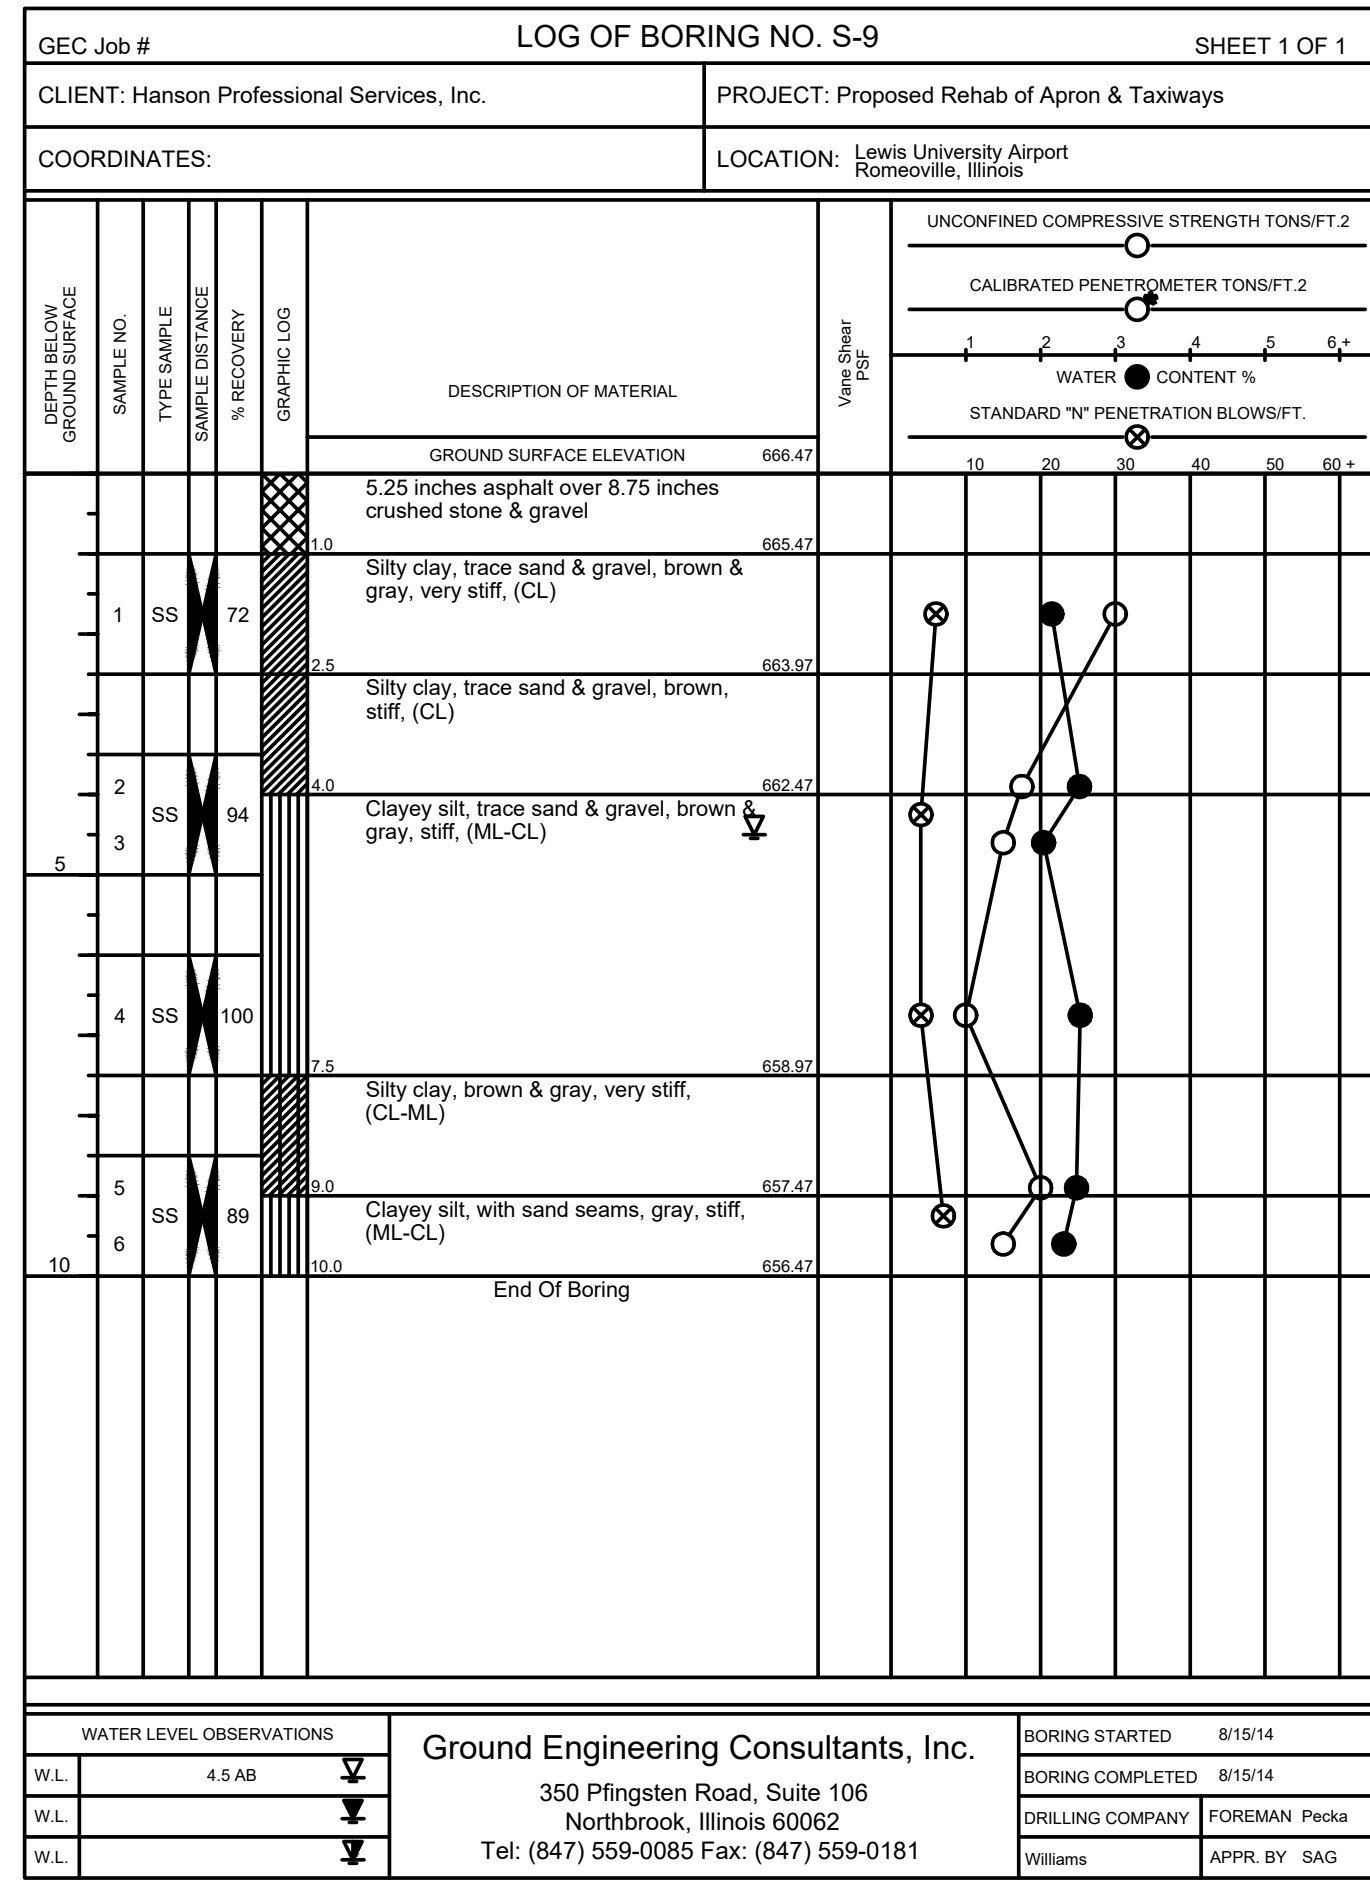 GEC Job #
LOG OF BORING NO. S-9
SHEET 1 OF 1
CLIENT: Hanson Professional Services, Inc.
PROJECT: Proposed Rehab of Apron & Taxiways
COORDINATES:
LOCATION: Lewis University Airport
Romeoville, Illinois
DEPTH BELOW
GROUND SURFACE
SAMPLE NO.
TYPE SAMPLE
SAMPLE DISTANCE
% RECOVERY
GRAPHIC LOG
DESCRIPTION OF MATERIAL
GROUND SURFACE ELEVATION 666.47
Vane Shear
PSF
UNCONFINED COMPRESSIVE STRENGTH TONS/FT.2
CALIBRATED PENETROMETER TONS/FT.2
1 2 3 4 5 6 +
WATER CONTENT %
STANDARD "N" PENETRATION BLOWS/FT.
10 20 30 40 50 60 +
5.25 inches asphalt over 8.75 inches
crushed stone & gravel
1.0 665.47
Silty clay, trace sand & gravel, brown &
gray, very stiff, (CL)
1 SS 72
2.5 663.97
Silty clay, trace sand & gravel, brown,
stiff, (CL)
2
4.0 662.47
Clayey silt, trace sand & gravel, brown &
gray, stiff, (ML-CL)
SS 94
3
5
4 SS 100
7.5 658.97
Silty clay, brown & gray, very stiff,
(CL-ML)
5
9.0 657.47
Clayey silt, with sand seams, gray, stiff,
(ML-CL)
SS 89
6
10
10.0 656.47
End Of Boring
WATER LEVEL OBSERVATIONS
W.L. 4.5 AB
W.L.
W.L.
Ground Engineering Consultants, Inc.
350 Pfingsten Road, Suite 106
Northbrook, Illinois 60062
Tel: (847) 559-0085 Fax: (847) 559-0181
BORING STARTED 8/15/14
BORING COMPLETED 8/15/14
DRILLING COMPANY FOREMAN Pecka
Williams APPR. BY SAG